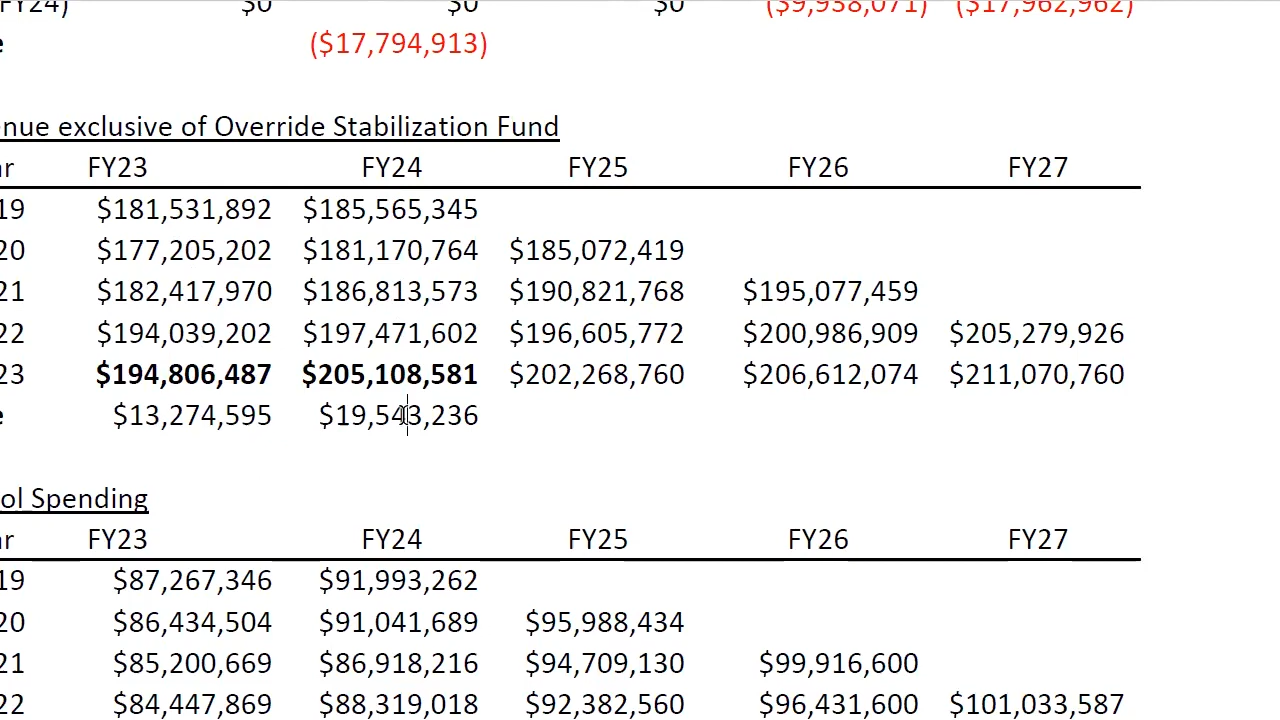 FY24) $0 $0 $0 ($9,938,071) ($17,962,962)
e ($17,794,913)
nue exclusive of Override Stabilization Fund
ar FY23 FY24 FY25 FY26 FY27
19 $181,531,892 $185,565,345
20 $177,205,202 $181,170,764 $185,072,419
21 $182,417,970 $186,813,573 $190,821,768 $195,077,459
22 $194,039,202 $197,471,602 $196,605,772 $200,986,909 $205,279,926
23 $194,806,487 $205,108,581 $202,268,760 $206,612,074 $211,070,760
e $13,274,595 $19,543,236
ol Spending
ar FY23 FY24 FY25 FY26 FY27
19 $87,267,346 $91,993,262
20 $86,434,504 $91,041,689 $95,988,434
21 $85,200,669 $86,918,216 $94,709,130 $99,916,600
22 $84,447,869 $88,319,018 $92,382,560 $96,431,600 $101,033,587